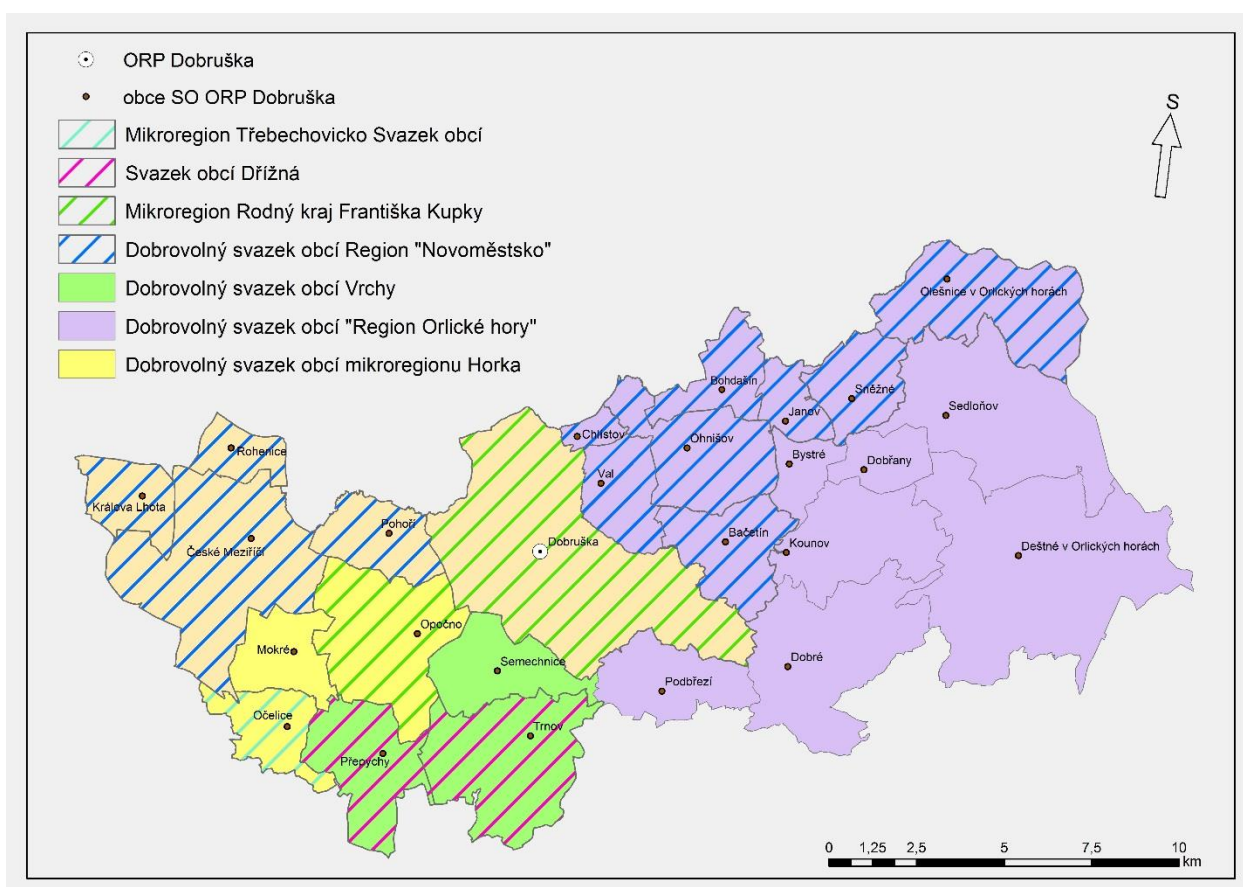 ORP Dobruška
obce SO ORP Dobruška
Mikroregion Třebechovicko Svazek obcí
Svazek obcí Dřížná
Mikroregion Rodný kraj Františka Kupky
Dobrovolný svazek obcí Region "Novoměstsko"
Dobrovolný svazek obcí Vrchy
Dobrovolný svazek obcí "Region Orlické hory"
Dobrovolný svazek obcí mikroregionu Horka
S
Olešnice v Orlických horách
Bohdašín
Sněžné
Janov
Sedloňov
Chlístov
Ohnišov
Bystré
Dobřany
Rohenice
Val
Králova Lhota
Pohoří
České Meziříčí
Dobruška
Bačetín
Kounov
Deštné v Orlických horách
Opočno
Mokré
Semechnice
Dobré
Podbřezí
Očelice
Trnov
Přepychy
0 1,25 2,5 5 7,5 10
km